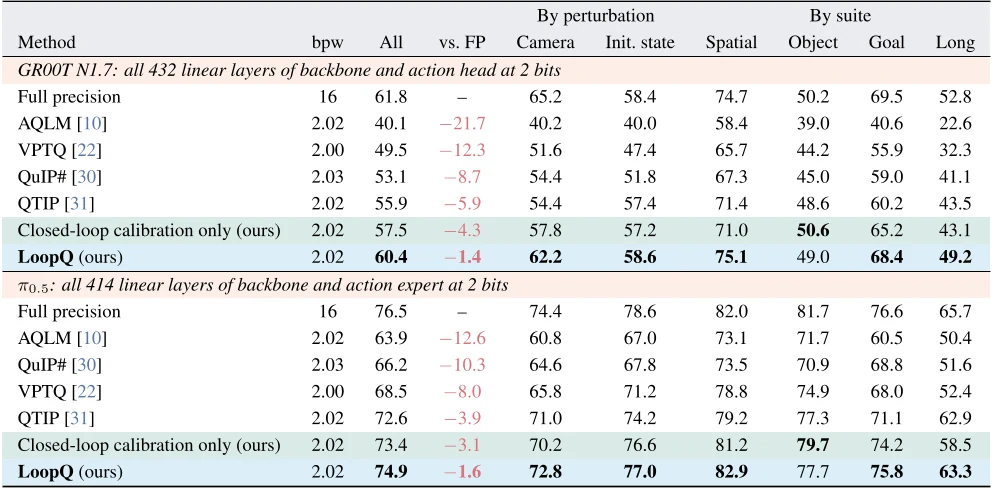 By perturbation By suite
Method bpw All vs. FP Camera Init. state Spatial Object Goal Long
GR00T N1.7: all 432 linear layers of backbone and action head at 2 bits
Full precision 16 61.8 – 65.2 58.4 74.7 50.2 69.5 52.8
AQLM [10] 2.02 40.1 −21.7 40.2 40.0 58.4 39.0 40.6 22.6
VPTQ [22] 2.00 49.5 −12.3 51.6 47.4 65.7 44.2 55.9 32.3
QuIP# [30] 2.03 53.1 −8.7 54.4 51.8 67.3 45.0 59.0 41.1
QTIP [31] 2.02 55.9 −5.9 54.4 57.4 71.4 48.6 60.2 43.5
Closed-loop calibration only (ours) 2.02 57.5 −4.3 57.8 57.2 71.0 50.6 65.2 43.1
LoopQ (ours) 2.02 60.4 −1.4 62.2 58.6 75.1 49.0 68.4 49.2
π0.5: all 414 linear layers of backbone and action expert at 2 bits
Full precision 16 76.5 – 74.4 78.6 82.0 81.7 76.6 65.7
AQLM [10] 2.02 63.9 −12.6 60.8 67.0 73.1 71.7 60.5 50.4
QuIP# [30] 2.03 66.2 −10.3 64.6 67.8 73.5 70.9 68.8 51.6
VPTQ [22] 2.00 68.5 −8.0 65.8 71.2 78.8 74.9 68.0 52.4
QTIP [31] 2.02 72.6 −3.9 71.0 74.2 79.2 77.3 71.1 62.9
Closed-loop calibration only (ours) 2.02 73.4 −3.1 70.2 76.6 81.2 79.7 74.2 58.5
LoopQ (ours) 2.02 74.9 −1.6 72.8 77.0 82.9 77.7 75.8 63.3